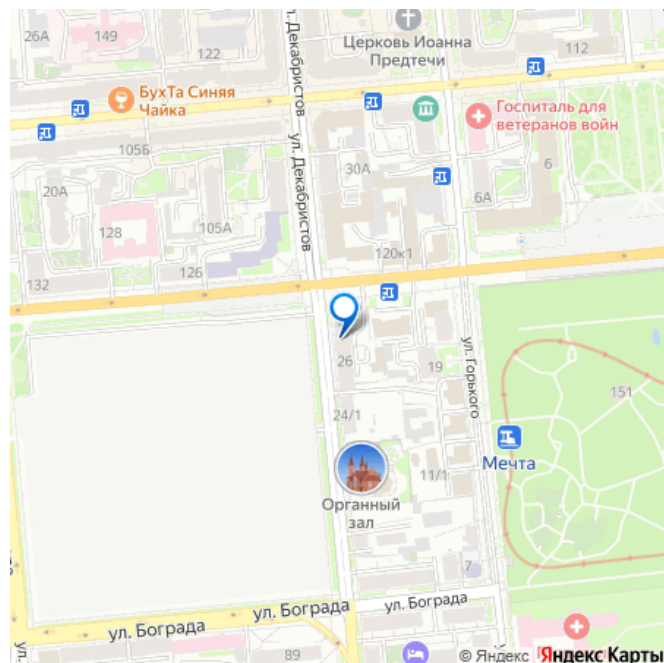 26А
149
122
Церковь Иоанна
Предтечи
112
БухТа Синяя
Чайка
Госпиталь для
ветеранов войн
ул. Декабристов
ул. Декабристов
105Б
30А
6
6А
20А
128
105А
120к1
132
126
26
19
ул. Горького
151
24/1
Мечта
11/1
Органный
зал
7
ул. Бограда
ул. Бограда
ул. Бограда
89
© Яндекс
Яндекс Карты